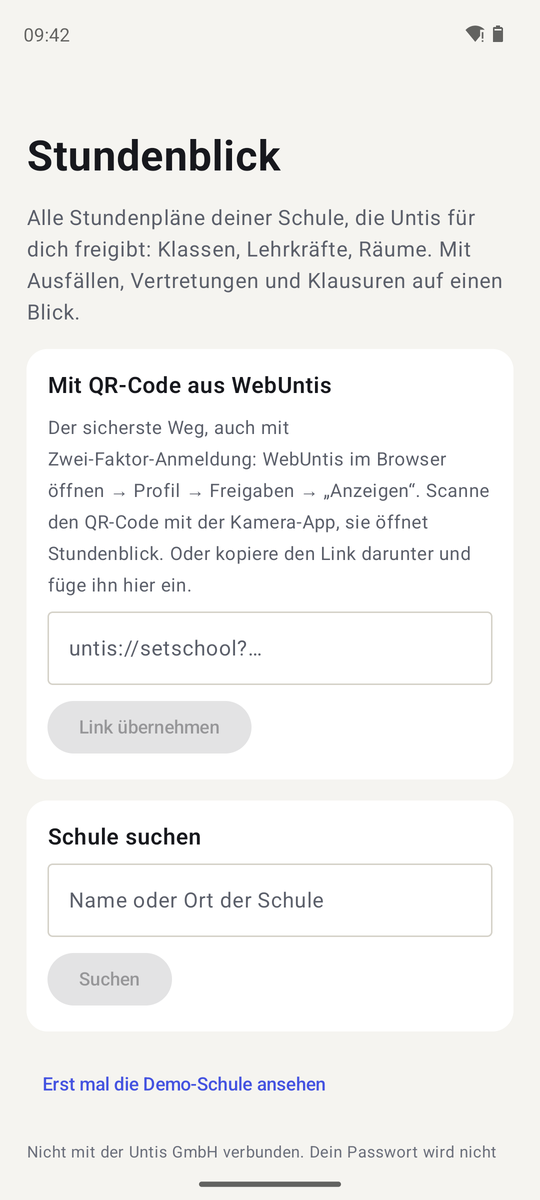 09:42
Stundenblick
Alle Stundenpläne deiner Schule, die Untis für
dich freigibt: Klassen, Lehrkräfte, Räume. Mit
Ausfällen, Vertretungen und Klausuren auf einen
Blick.
Mit QR-Code aus WebUntis
Der sicherste Weg, auch mit
Zwei-Faktor-Anmeldung: WebUntis im Browser
öffnen → Profil → Freigaben → „Anzeigen“. Scanne
den QR-Code mit der Kamera-App, sie öffnet
Stundenblick. Oder kopiere den Link darunter und
füge ihn hier ein.
untis://setschool?…
Link übernehmen
Schule suchen
Name oder Ort der Schule
Suchen
Erst mal die Demo-Schule ansehen
Nicht mit der Untis GmbH verbunden. Dein Passwort wird nicht